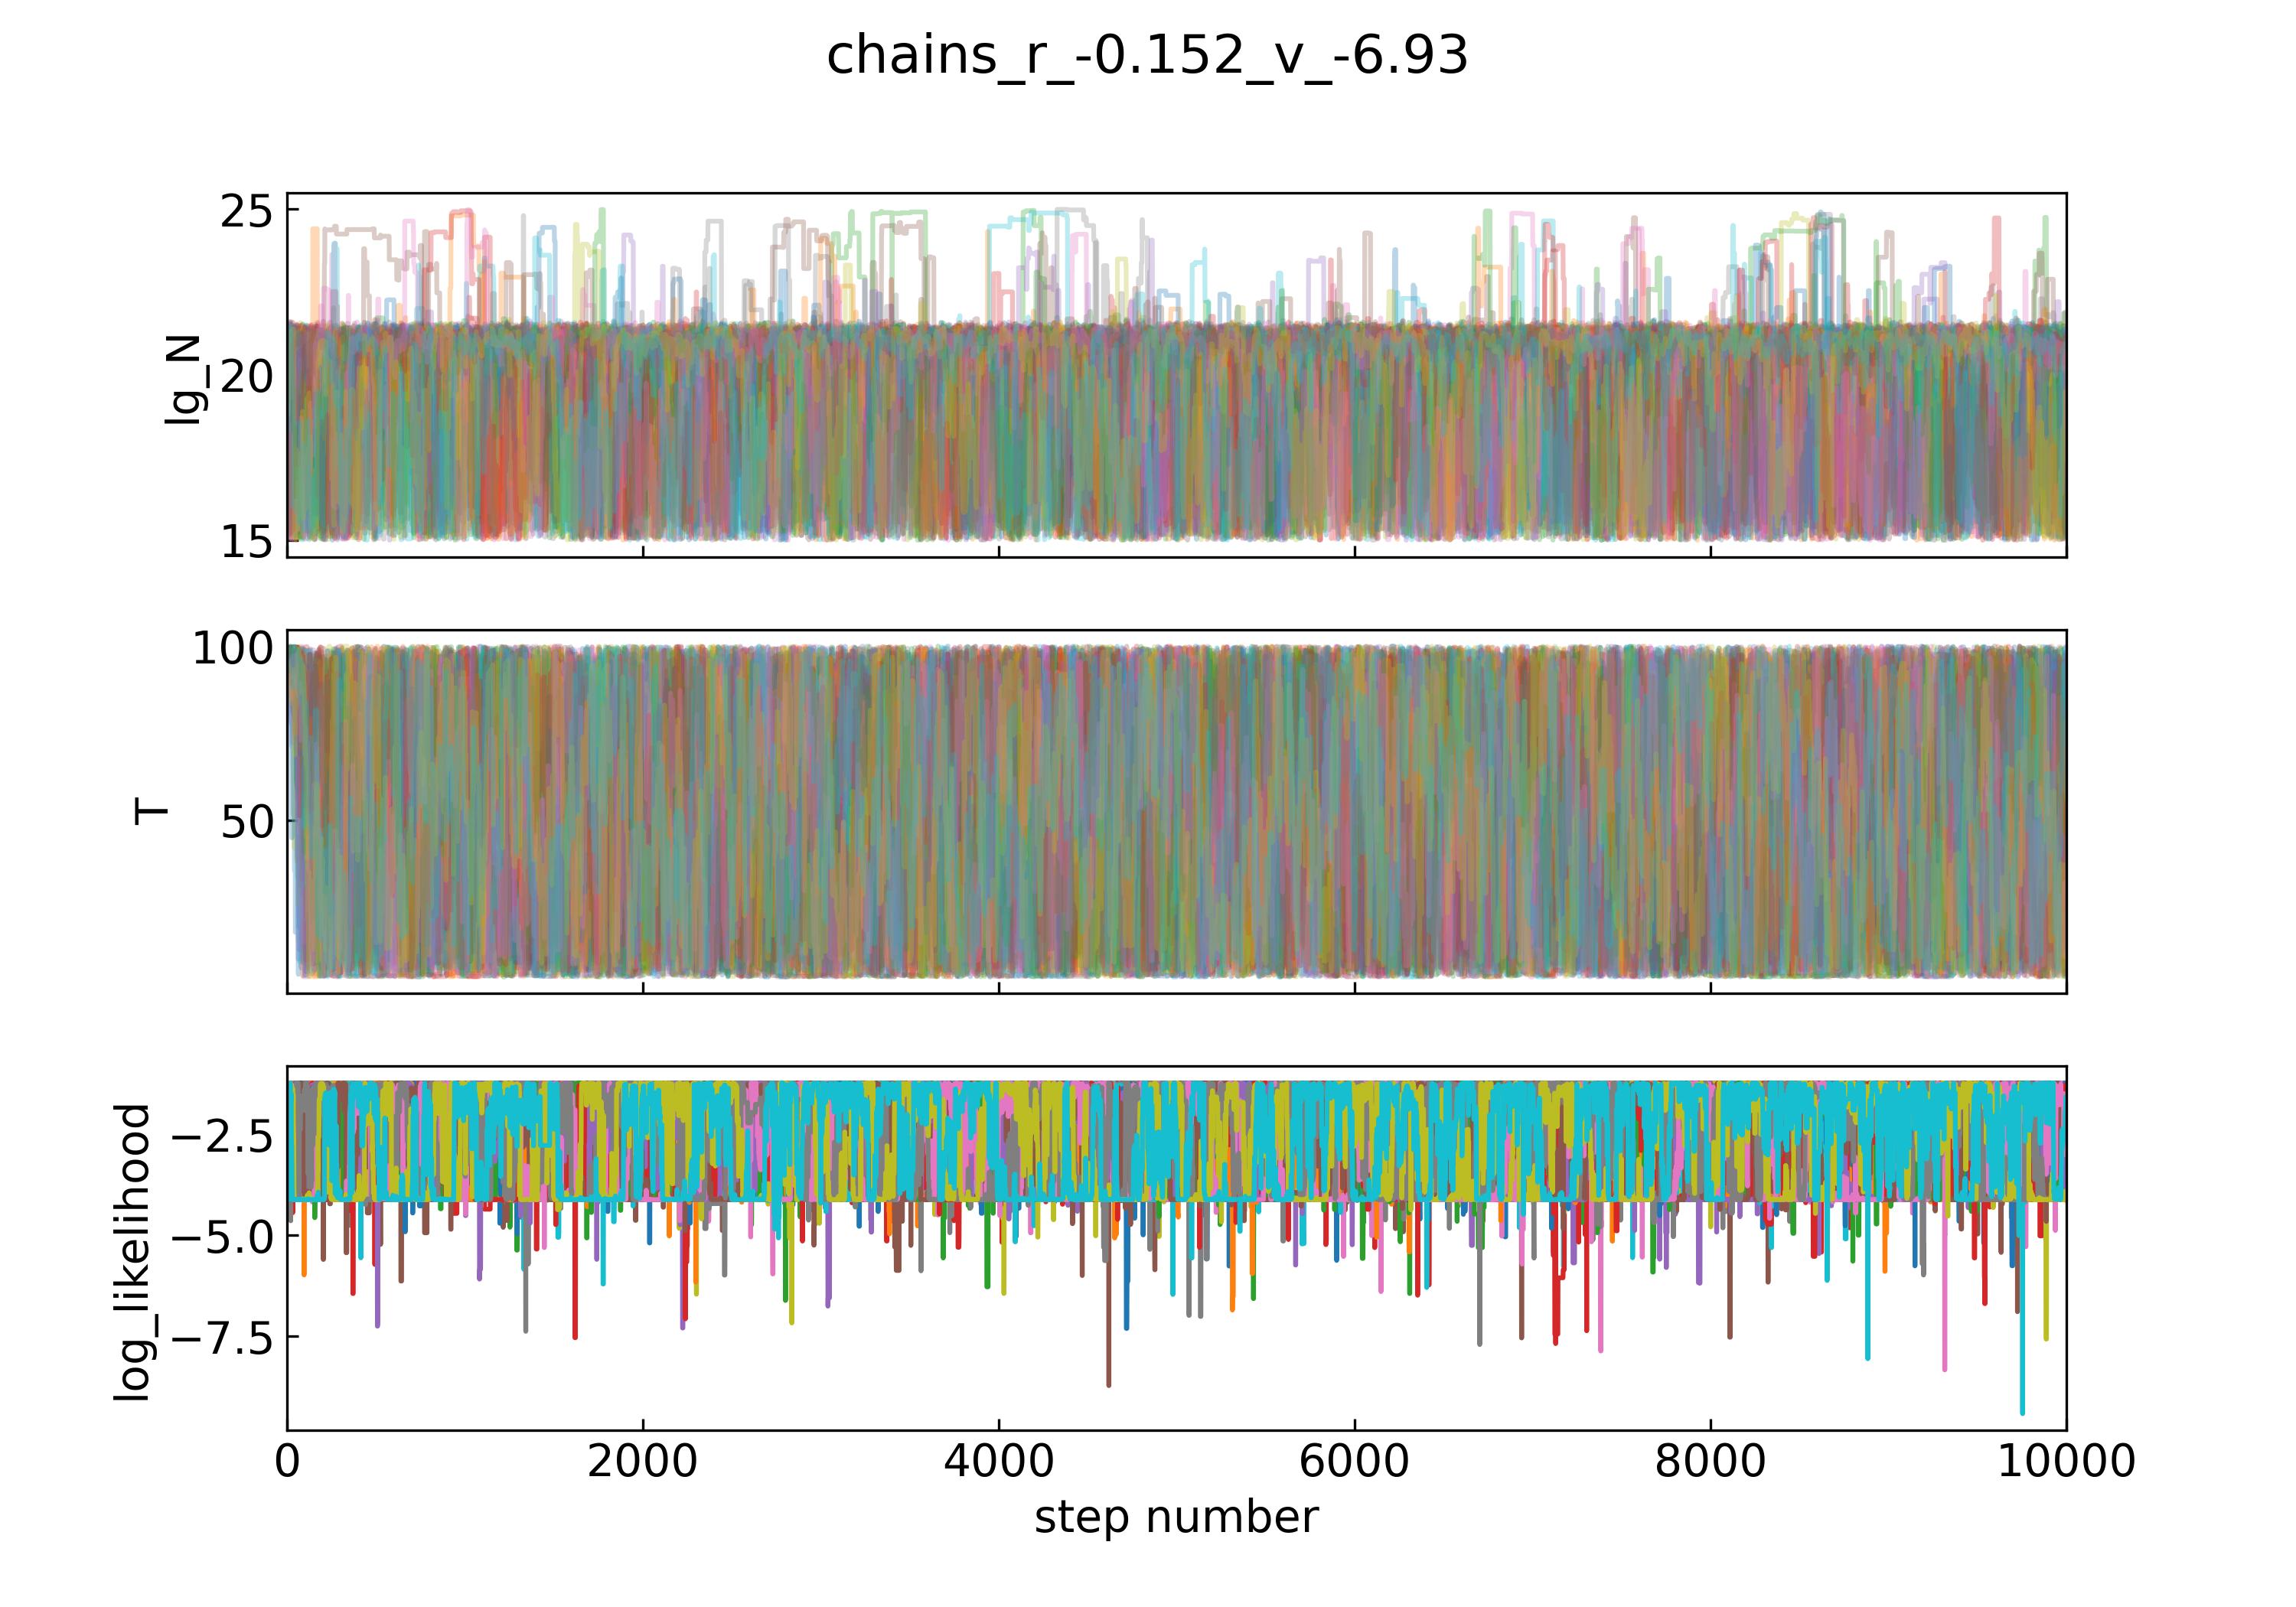 chains_r_-0.152_v_-6.93
25
20
15
lg_N
100
50
T
−2.5
−5.0
−7.5
log_likelihood
0 2000 4000 6000 8000 10000
step number